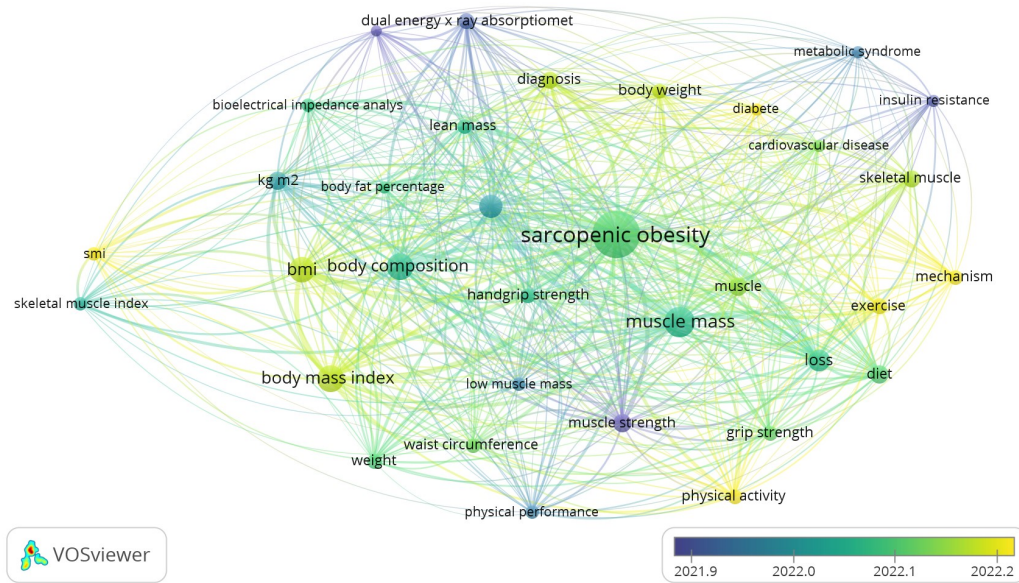 dual energy x ray absorptiomet
metabolic syndrome
diagnosis
body weight
insulin resistance
bioelectrical impedance analys
diabete
lean mass
cardiovascular disease
kg m2
body fat percentage
skeletal muscle
sarcopenic obesity
smi
bmi
body composition
mechanism
skeletal muscle index
handgrip strength
muscle
exercise
muscle mass
loss
diet
body mass index
low muscle mass
muscle strength
grip strength
waist circumference
weight
physical activity
physical performance
VOSviewer
2021.9 2022.0 2022.1 2022.2